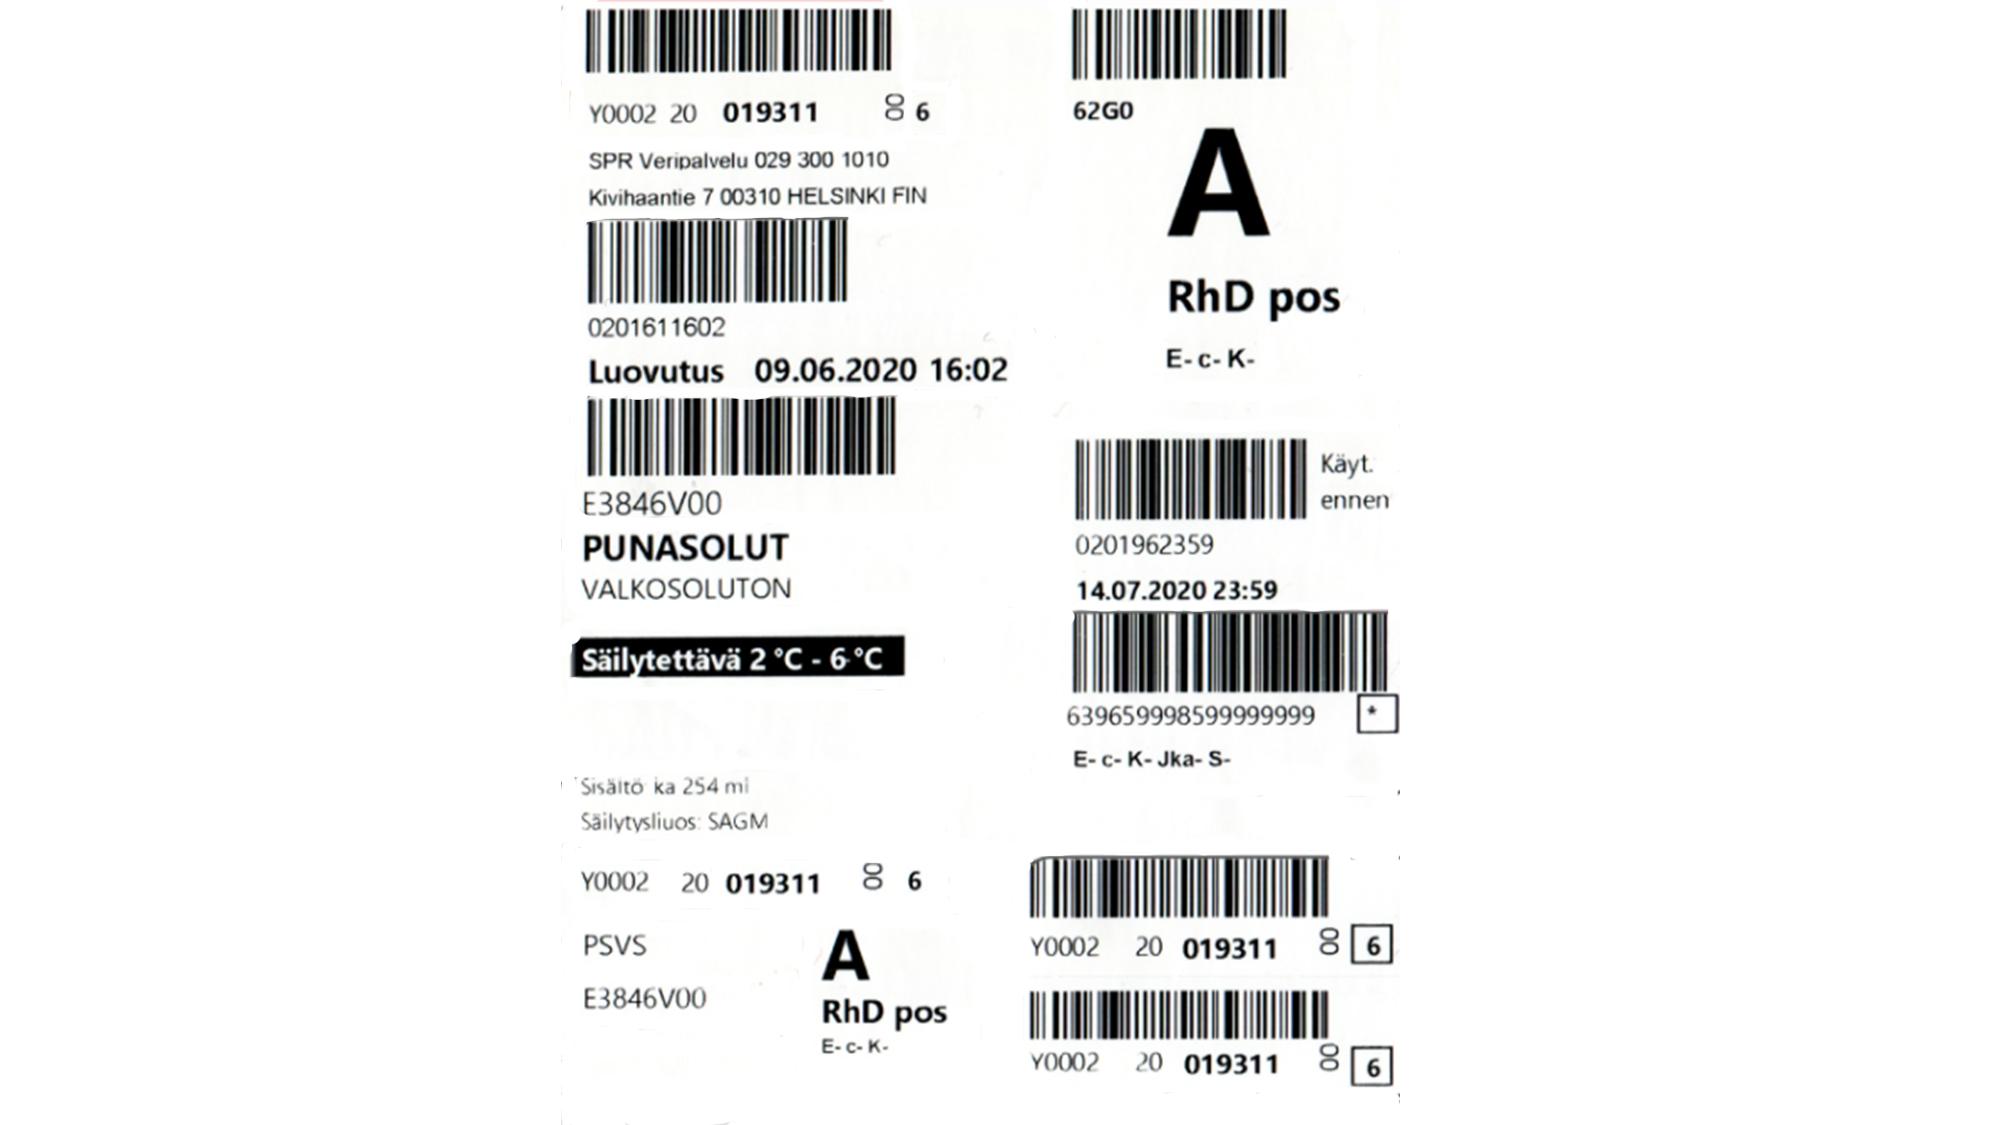 Y0002 20 019311 00 6
SPR Veripalvelu 029 300 1010
Kivihaantie 7 00310 HELSINKI FIN
0201611602
Luovutus 09.06.2020 16:02
E3846V00
PUNASOLUT
VALKOSOLUTON
Säilytettävä 2 °C - 6 °C
Sisältö ka 254 ml
Säilytysliuos: SAGM
Y0002 20 019311 00 6
PSVS
E3846V00
A
RhD pos
E- c- K-
62G0
A
RhD pos
E- c- K-
Käyt.
ennen
0201962359
14.07.2020 23:59
639659998599999999
*
E- c- K- Jka- S-
Y0002 20 019311 00 6
Y0002 20 019311 00 6